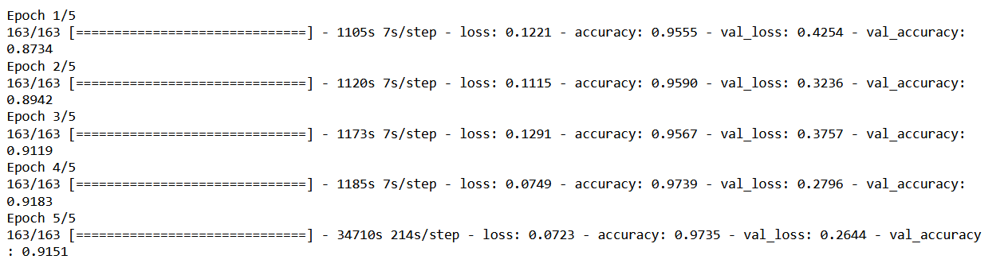 Epoch 1/5
163/163 [==============================] - 1105s 7s/step - loss: 0.1221 - accuracy: 0.9555 - val_loss: 0.4254 - val_accuracy:
0.8734
Epoch 2/5
163/163 [==============================] - 1120s 7s/step - loss: 0.1115 - accuracy: 0.9590 - val_loss: 0.3236 - val_accuracy:
0.8942
Epoch 3/5
163/163 [==============================] - 1173s 7s/step - loss: 0.1291 - accuracy: 0.9567 - val_loss: 0.3757 - val_accuracy:
0.9119
Epoch 4/5
163/163 [==============================] - 1185s 7s/step - loss: 0.0749 - accuracy: 0.9739 - val_loss: 0.2796 - val_accuracy:
0.9183
Epoch 5/5
163/163 [==============================] - 34710s 214s/step - loss: 0.0723 - accuracy: 0.9735 - val_loss: 0.2644 - val_accuracy
: 0.9151